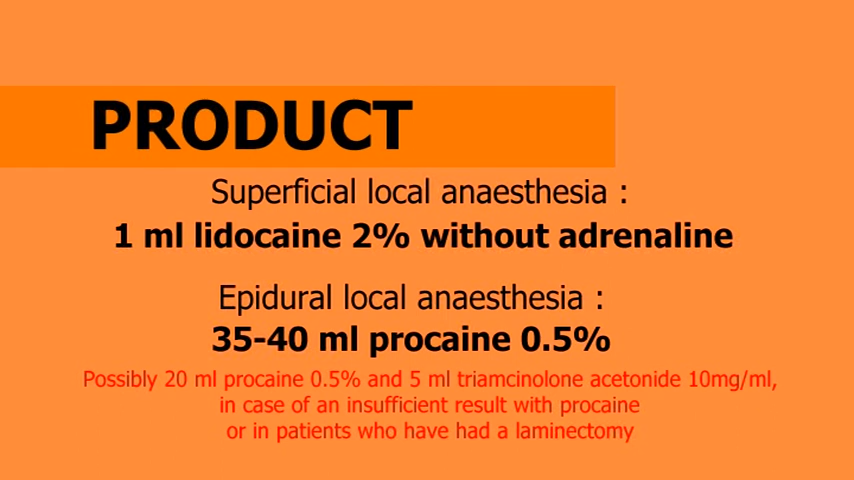 PRODUCT
Superficial local anaesthesia :
1 ml lidocaine 2% without adrenaline
Epidural local anaesthesia :
35-40 ml procaine 0.5%
Possibly 20 ml procaine 0.5% and 5 ml triamcinolone acetonide 10mg/ml,
in case of an insufficient result with procaine
or in patients who have had a laminectomy